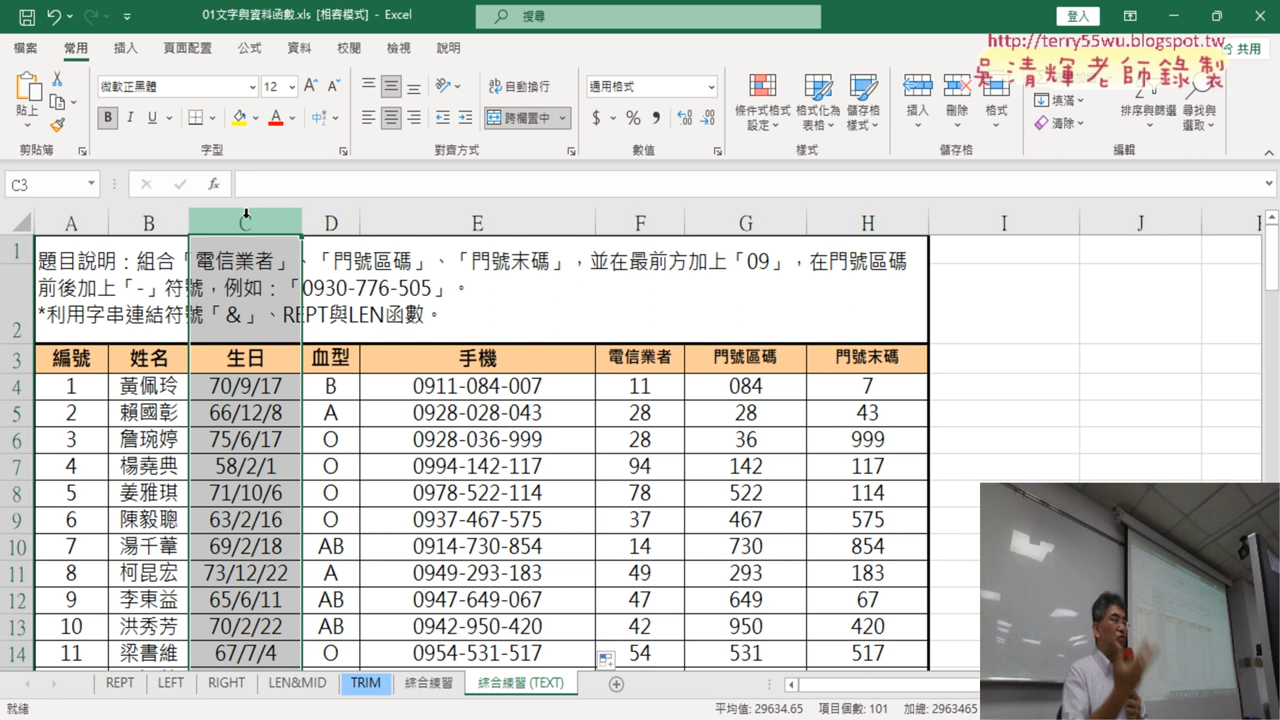 01文字與資料函數.xls [相容模式] - Excel
搜尋
登入
檔案 常用 插入 頁面配置 公式 資料 校閱 檢視 說明
http://terry55wu.blogspot.tw
共用
吳清輝老師錄製
貼上
微軟正黑體 12
自動換行
通用格式
條件式格式設定 格式化為表格 儲存格樣式
插入 刪除 格式
填滿
清除
排序與篩選 尋找與選取
B I U A
跨欄置中
$ %
剪貼簿 字型 對齊方式 數值 樣式 儲存格 編輯
C3 fx
A B C D E F G H I J
1 題目說明：組合「電信業者」、「門號區碼」、「門號末碼」，並在最前方加上「09」，在門號區碼
前後加上「-」符號，例如：「0930-776-505」。
2 *利用字串連結符號「&」、REPT與LEN函數。
3 編號 姓名 生日 血型 手機 電信業者 門號區碼 門號末碼
4 1 黃佩玲 70/9/17 B 0911-084-007 11 084 7
5 2 賴國彰 66/12/8 A 0928-028-043 28 28 43
6 3 詹琬婷 75/6/17 O 0928-036-999 28 36 999
7 4 楊堯典 58/2/1 O 0994-142-117 94 142 117
8 5 姜雅琪 71/10/6 O 0978-522-114 78 522 114
9 6 陳毅聰 63/2/16 O 0937-467-575 37 467 575
10 7 湯千葦 69/2/18 AB 0914-730-854 14 730 854
11 8 柯昆宏 73/12/22 A 0949-293-183 49 293 183
12 9 李東益 65/6/11 AB 0947-649-067 47 649 67
13 10 洪秀芳 70/2/22 AB 0942-950-420 42 950 420
14 11 梁書維 67/7/4 O 0954-531-517 54 531 517
REPT LEFT RIGHT LEN&MID TRIM 綜合練習 綜合練習 (TEXT)
就緒 平均值: 29634.65 項目個數: 101 加總: 2963465